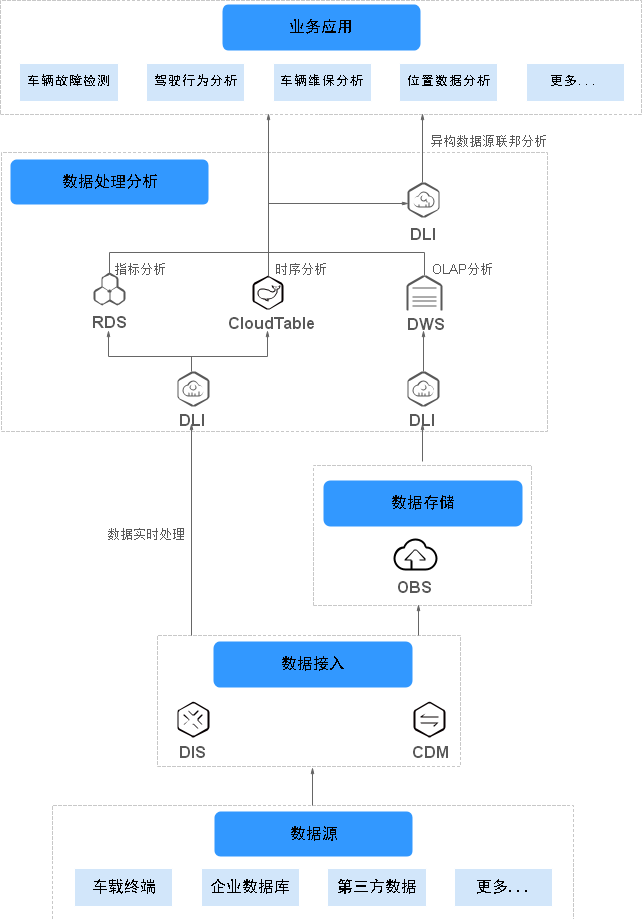 业务应用
车辆故障检测
驾驶行为分析
车辆维保分析
位置数据分析
更多...
异构数据源联邦分析
数据处理分析
DLI
指标分析
时序分析
OLAP分析
RDS
CloudTable
DWS
DLI
DLI
数据存储
数据实时处理
OBS
数据接入
DIS
CDM
数据源
车载终端
企业数据库
第三方数据
更多...